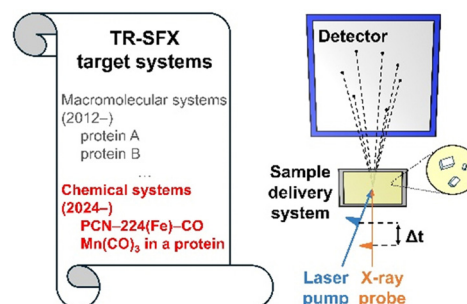 TR-SFX
target systems
Macromolecular systems
(2012–)
protein A
protein B
...
Chemical systems
(2024–)
PCN–224(Fe)–CO
Mn(CO)₃ in a protein
Detector
Sample
delivery
system
Δt
Laser
pump
X-ray
probe